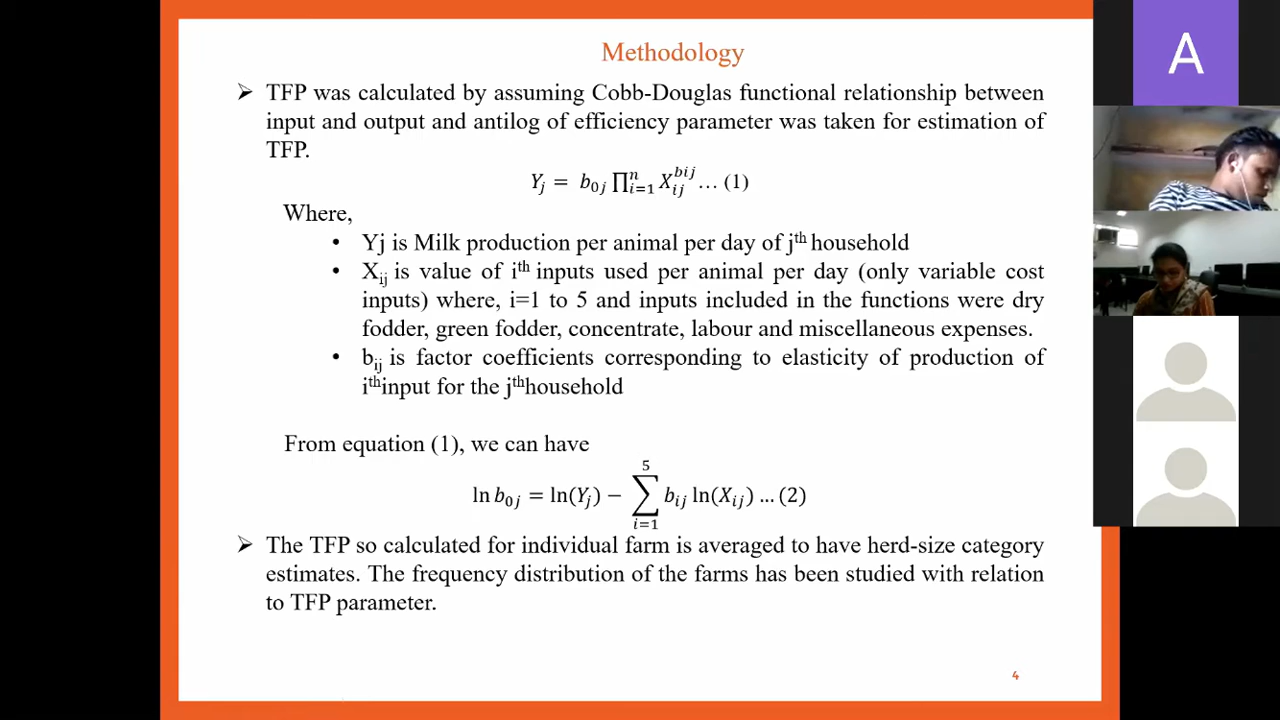 Methodology
➢ TFP was calculated by assuming Cobb-Douglas functional relationship between
input and output and antilog of efficiency parameter was taken for estimation of
TFP.
Yⱼ = b₀ⱼ ∏ⁿᵢ₌₁ Xᵢⱼ^bij … (1)
Where,
• Yj is Milk production per animal per day of jᵗʰ household
• Xᵢⱼ is value of iᵗʰ inputs used per animal per day (only variable cost
inputs) where, i=1 to 5 and inputs included in the functions were dry
fodder, green fodder, concentrate, labour and miscellaneous expenses.
• bᵢⱼ is factor coefficients corresponding to elasticity of production of
iᵗʰinput for the jᵗʰhousehold
From equation (1), we can have
ln b₀ⱼ = ln(Yⱼ) − ∑⁵ᵢ₌₁ bᵢⱼ ln(Xᵢⱼ) … (2)
➢ The TFP so calculated for individual farm is averaged to have herd-size category
estimates. The frequency distribution of the farms has been studied with relation
to TFP parameter.
4
A